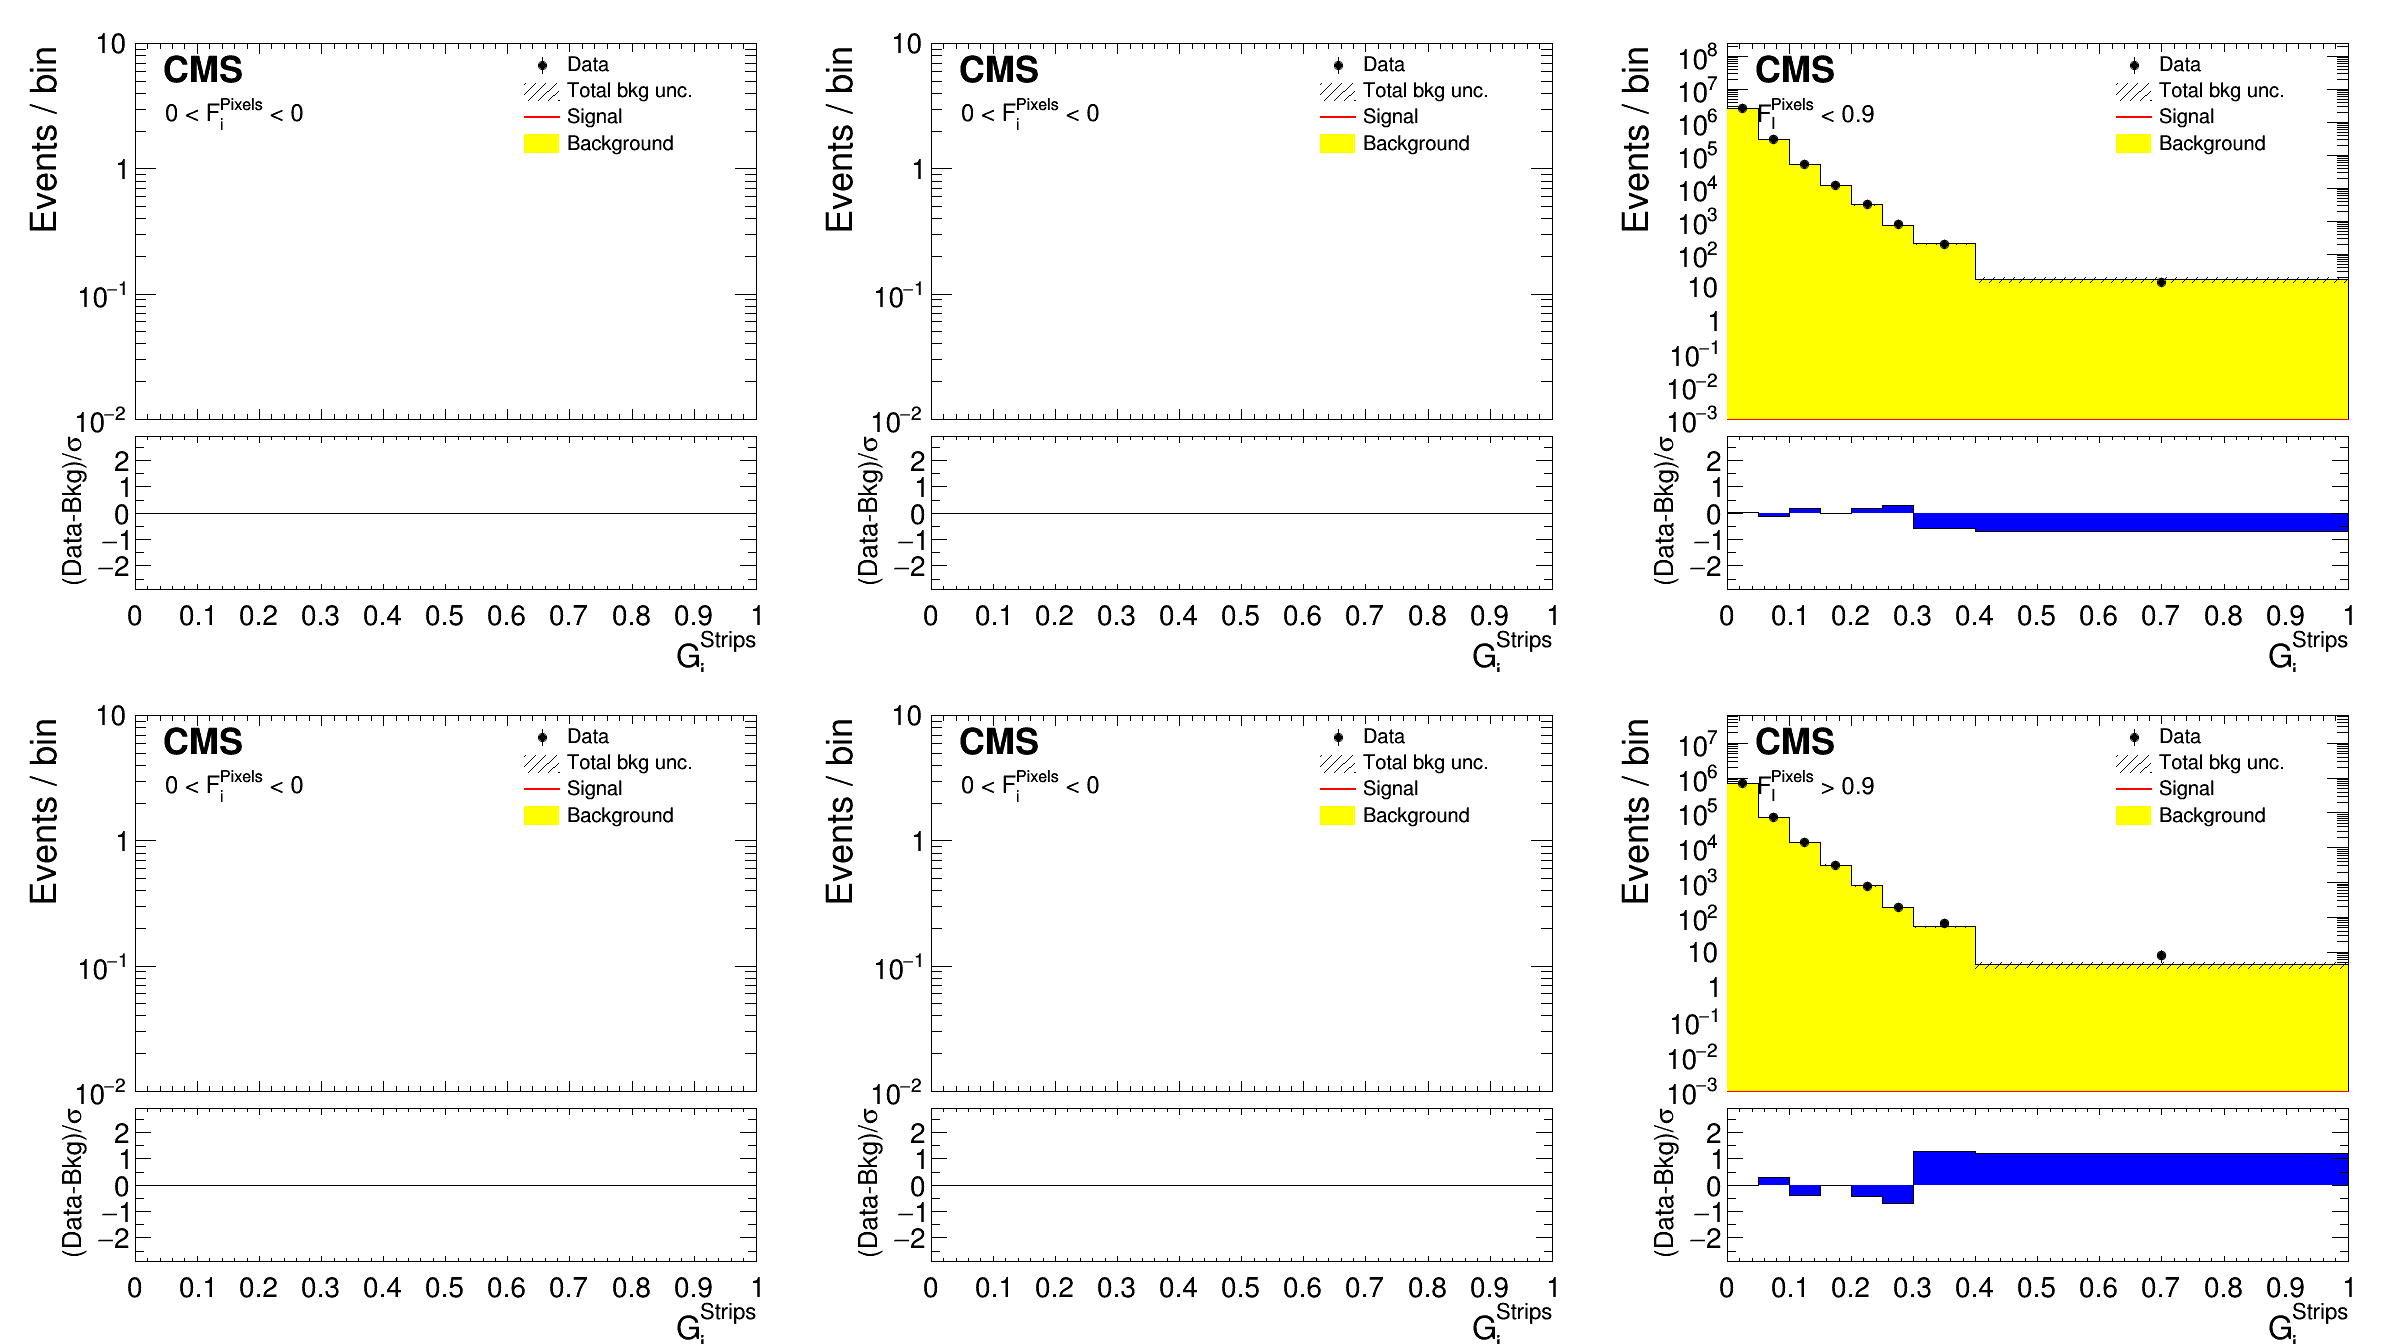 Events / bin
10
1
10⁻¹
10⁻²
CMS
0 < F_i^Pixels < 0
Data
Total bkg unc.
Signal
Background
(Data-Bkg)/σ
2
1
0
−1
−2
0 0.1 0.2 0.3 0.4 0.5 0.6 0.7 0.8 0.9 1
G_i^Strips
Events / bin
10
1
10⁻¹
10⁻²
CMS
0 < F_i^Pixels < 0
Data
Total bkg unc.
Signal
Background
(Data-Bkg)/σ
2
1
0
−1
−2
0 0.1 0.2 0.3 0.4 0.5 0.6 0.7 0.8 0.9 1
G_i^Strips
Events / bin
10⁸
10⁷
10⁶
10⁵
10⁴
10³
10²
10
1
10⁻¹
10⁻²
10⁻³
CMS
F_i^Pixels < 0.9
Data
Total bkg unc.
Signal
Background
(Data-Bkg)/σ
2
1
0
−1
−2
0 0.1 0.2 0.3 0.4 0.5 0.6 0.7 0.8 0.9 1
G_i^Strips
Events / bin
10
1
10⁻¹
10⁻²
CMS
0 < F_i^Pixels < 0
Data
Total bkg unc.
Signal
Background
(Data-Bkg)/σ
2
1
0
−1
−2
0 0.1 0.2 0.3 0.4 0.5 0.6 0.7 0.8 0.9 1
G_i^Strips
Events / bin
10
1
10⁻¹
10⁻²
CMS
0 < F_i^Pixels < 0
Data
Total bkg unc.
Signal
Background
(Data-Bkg)/σ
2
1
0
−1
−2
0 0.1 0.2 0.3 0.4 0.5 0.6 0.7 0.8 0.9 1
G_i^Strips
Events / bin
10⁷
10⁶
10⁵
10⁴
10³
10²
10
1
10⁻¹
10⁻²
10⁻³
CMS
F_i^Pixels > 0.9
Data
Total bkg unc.
Signal
Background
(Data-Bkg)/σ
2
1
0
−1
−2
0 0.1 0.2 0.3 0.4 0.5 0.6 0.7 0.8 0.9 1
G_i^Strips